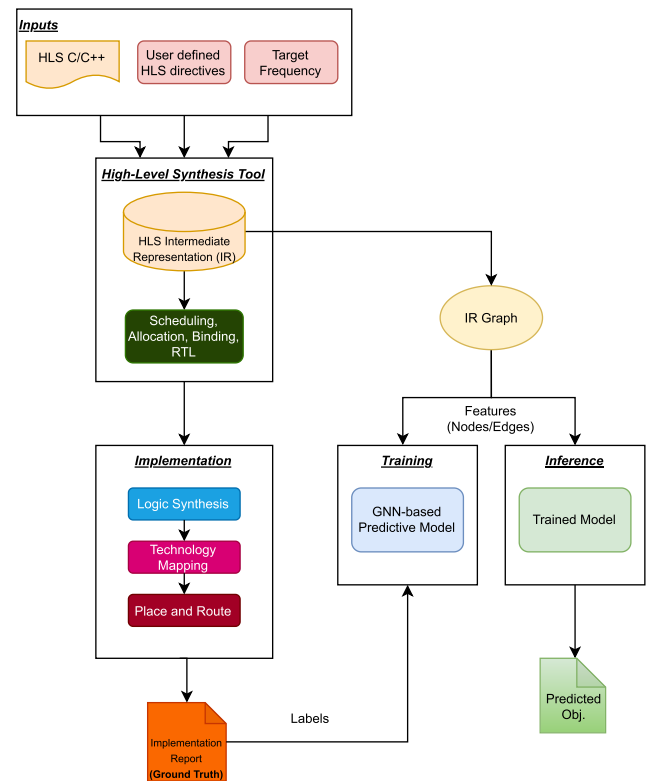 Inputs
HLS C/C++
User defined
HLS directives
Target
Frequency
High-Level Synthesis Tool
HLS Intermediate
Representation (IR)
Scheduling,
Allocation, Binding,
RTL
IR Graph
Features
(Nodes/Edges)
Implementation
Logic Synthesis
Technology
Mapping
Place and Route
Training
GNN-based
Predictive Model
Inference
Trained Model
Labels
Implementation
Report
(Ground Truth)
Predicted
Obj.